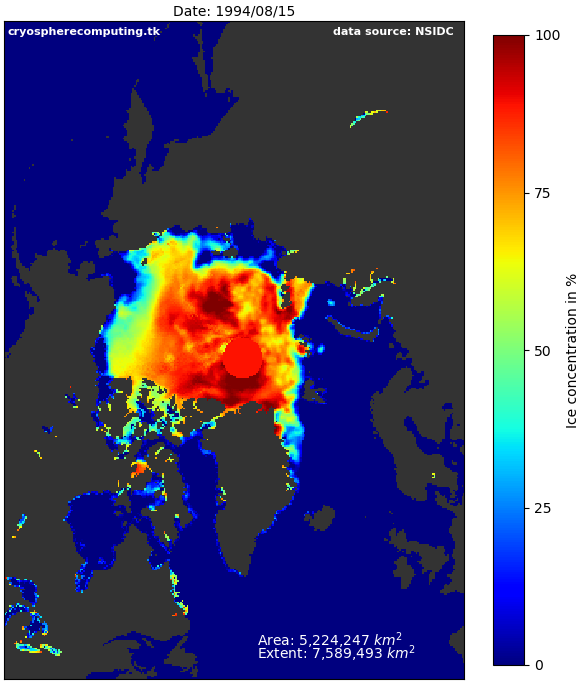 Date: 1994/08/15
cryospherecomputing.tk data source: NSIDC
100
75
50
25
0
Ice concentration in %
Area: 5,224,247 km²
Extent: 7,589,493 km²